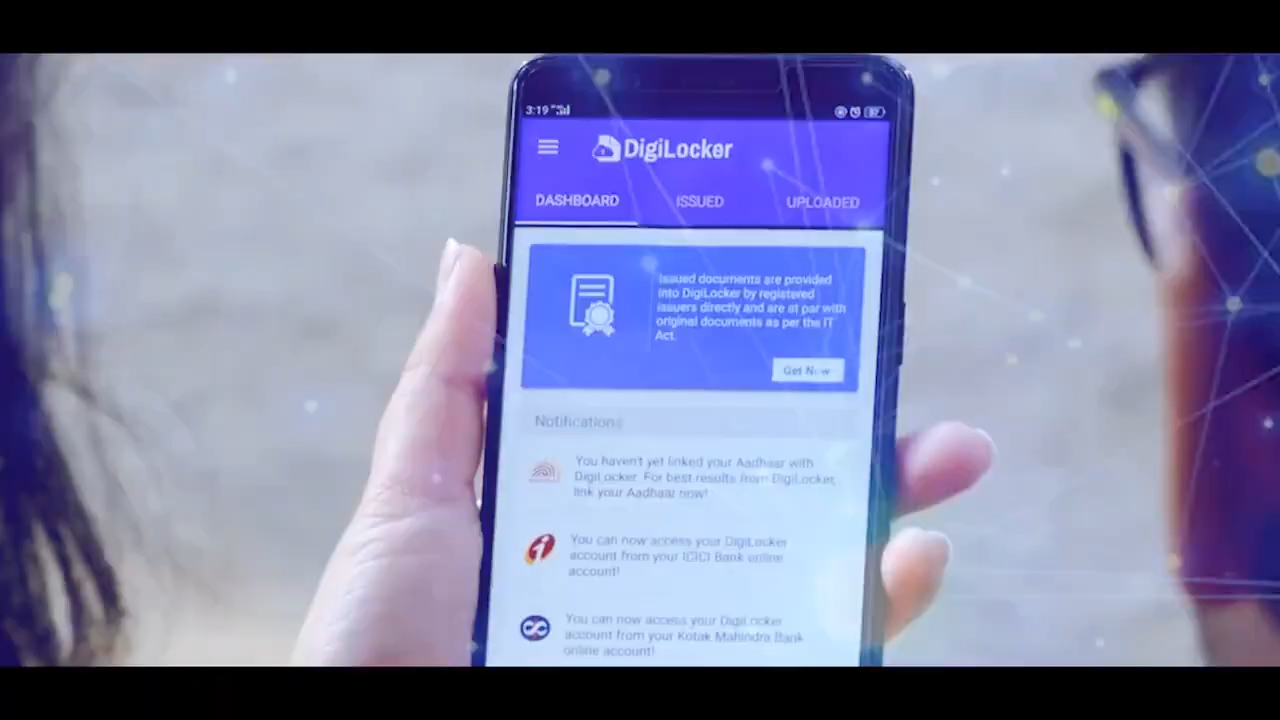 3:19
DigiLocker
DASHBOARD ISSUED UPLOADED
Issued documents are provided
into DigiLocker by registered
issuers directly and are at par with
original documents as per the IT
Act.
Get Now
Notifications
You haven't yet linked your Aadhaar with
DigiLocker. For best results from DigiLocker,
link your Aadhaar now!
You can now access your DigiLocker
account from your ICICI Bank online
account!
You can now access your DigiLocker
account from your Kotak Mahindra Bank
online account!